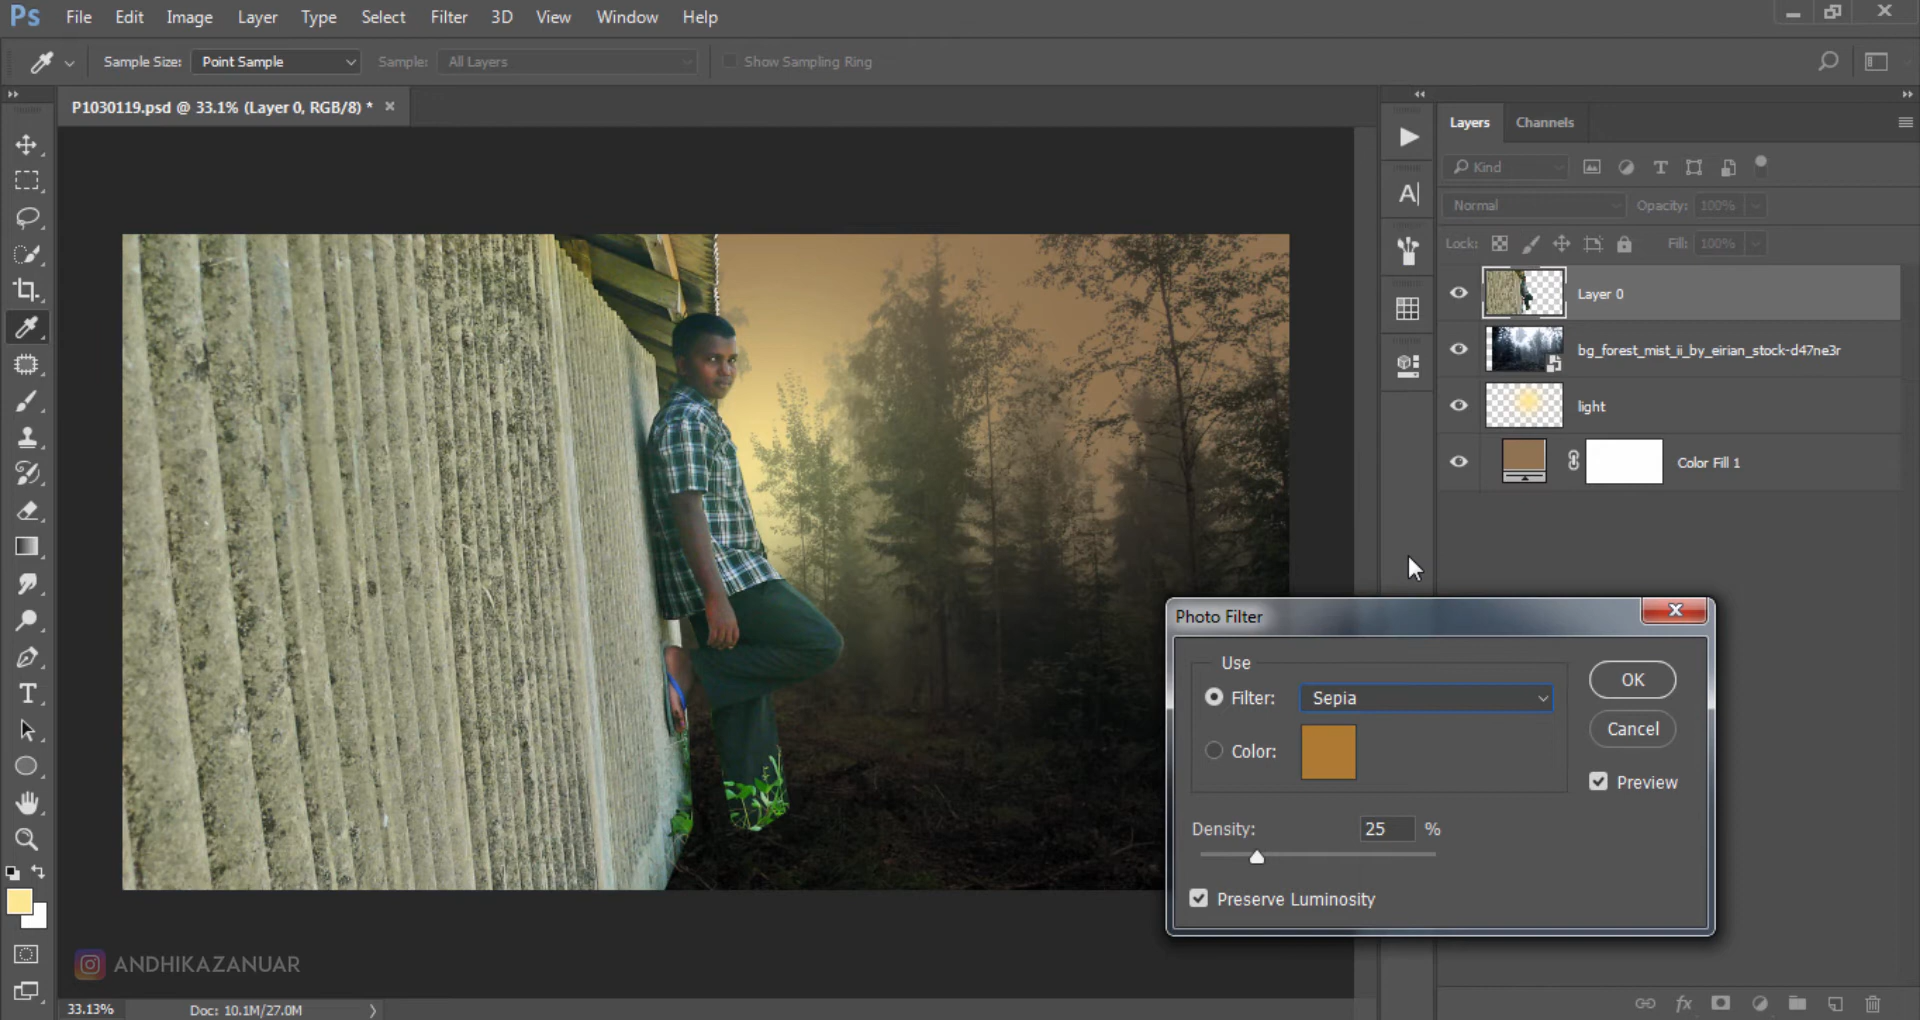 Ps File Edit Image Layer Type Select Filter 3D View Window Help
Sample Size: Point Sample Sample: All Layers Show Sampling Ring
P1030119.psd @ 33.1% (Layer 0, RGB/8) *
Layers Channels
Kind
Normal Opacity: 100%
Lock: Fill: 100%
Layer 0
bg_forest_mist_ii_by_eirian_stock-d47ne3r
light
Color Fill 1
Photo Filter
Use
Filter: Sepia
OK
Color:
Cancel
Preview
Density: 25 %
Preserve Luminosity
ANDHIKAZANUAR
33.13% Doc: 10.1M/27.0M
fx